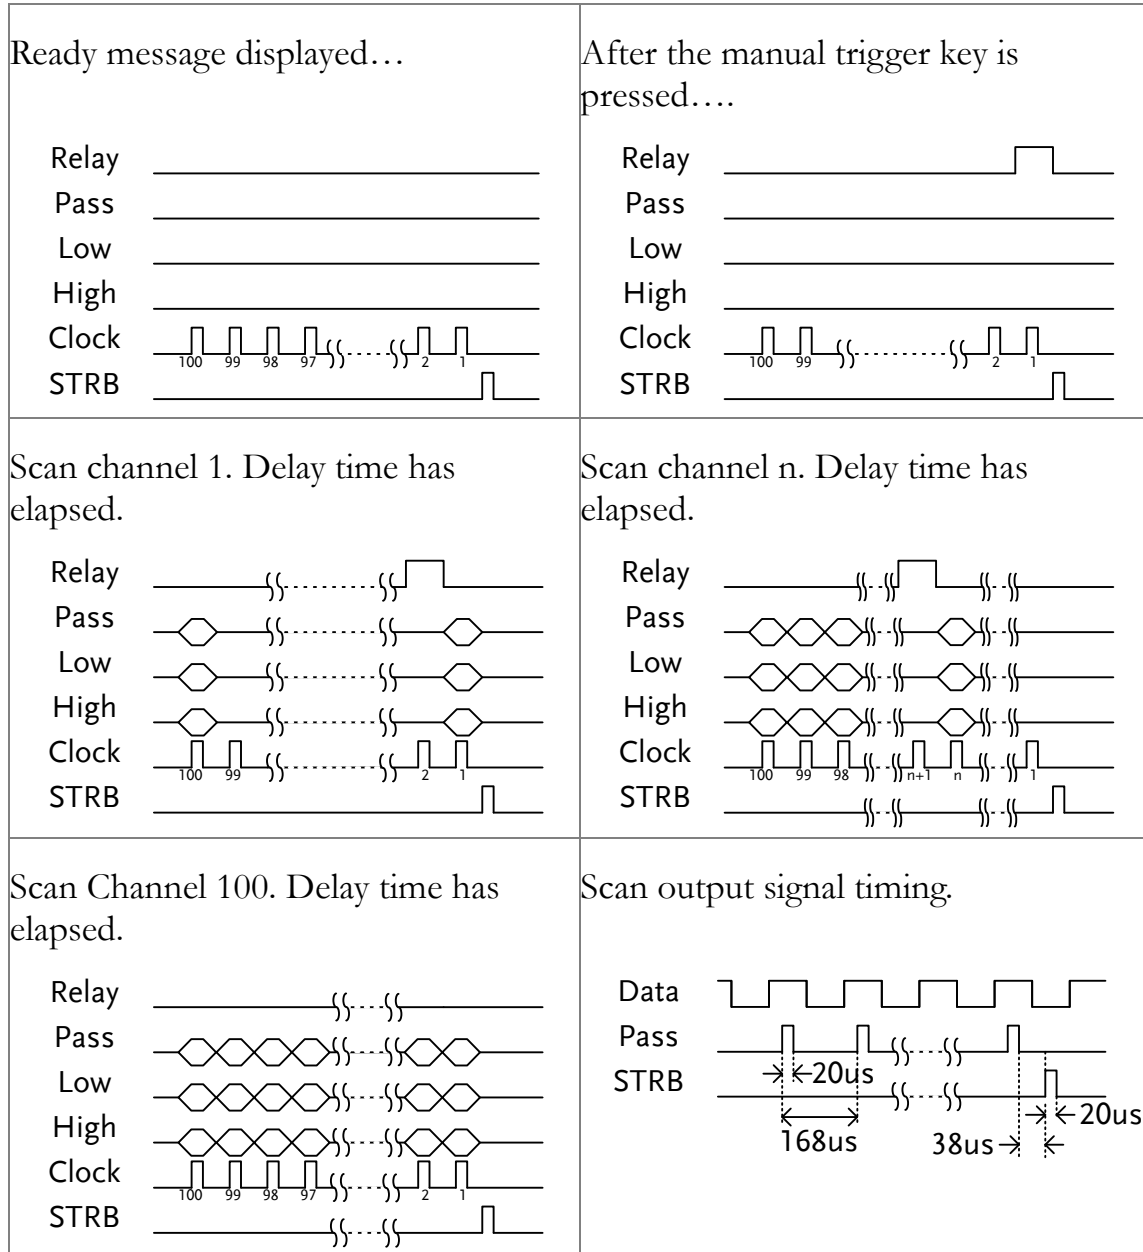 Ready message displayed…
Relay
Pass
Low
High
Clock
100 99 98 97 2 1
STRB
After the manual trigger key is
pressed….
Relay
Pass
Low
High
Clock
100 99 2 1
STRB
Scan channel 1. Delay time has
elapsed.
Relay
Pass
Low
High
Clock
100 99 2 1
STRB
Scan channel n. Delay time has
elapsed.
Relay
Pass
Low
High
Clock
100 99 98 n+1 n 1
STRB
Scan Channel 100. Delay time has
elapsed.
Relay
Pass
Low
High
Clock
100 99 98 97 2 1
STRB
Scan output signal timing.
Data
Pass
STRB
20us
20us
168us
38us